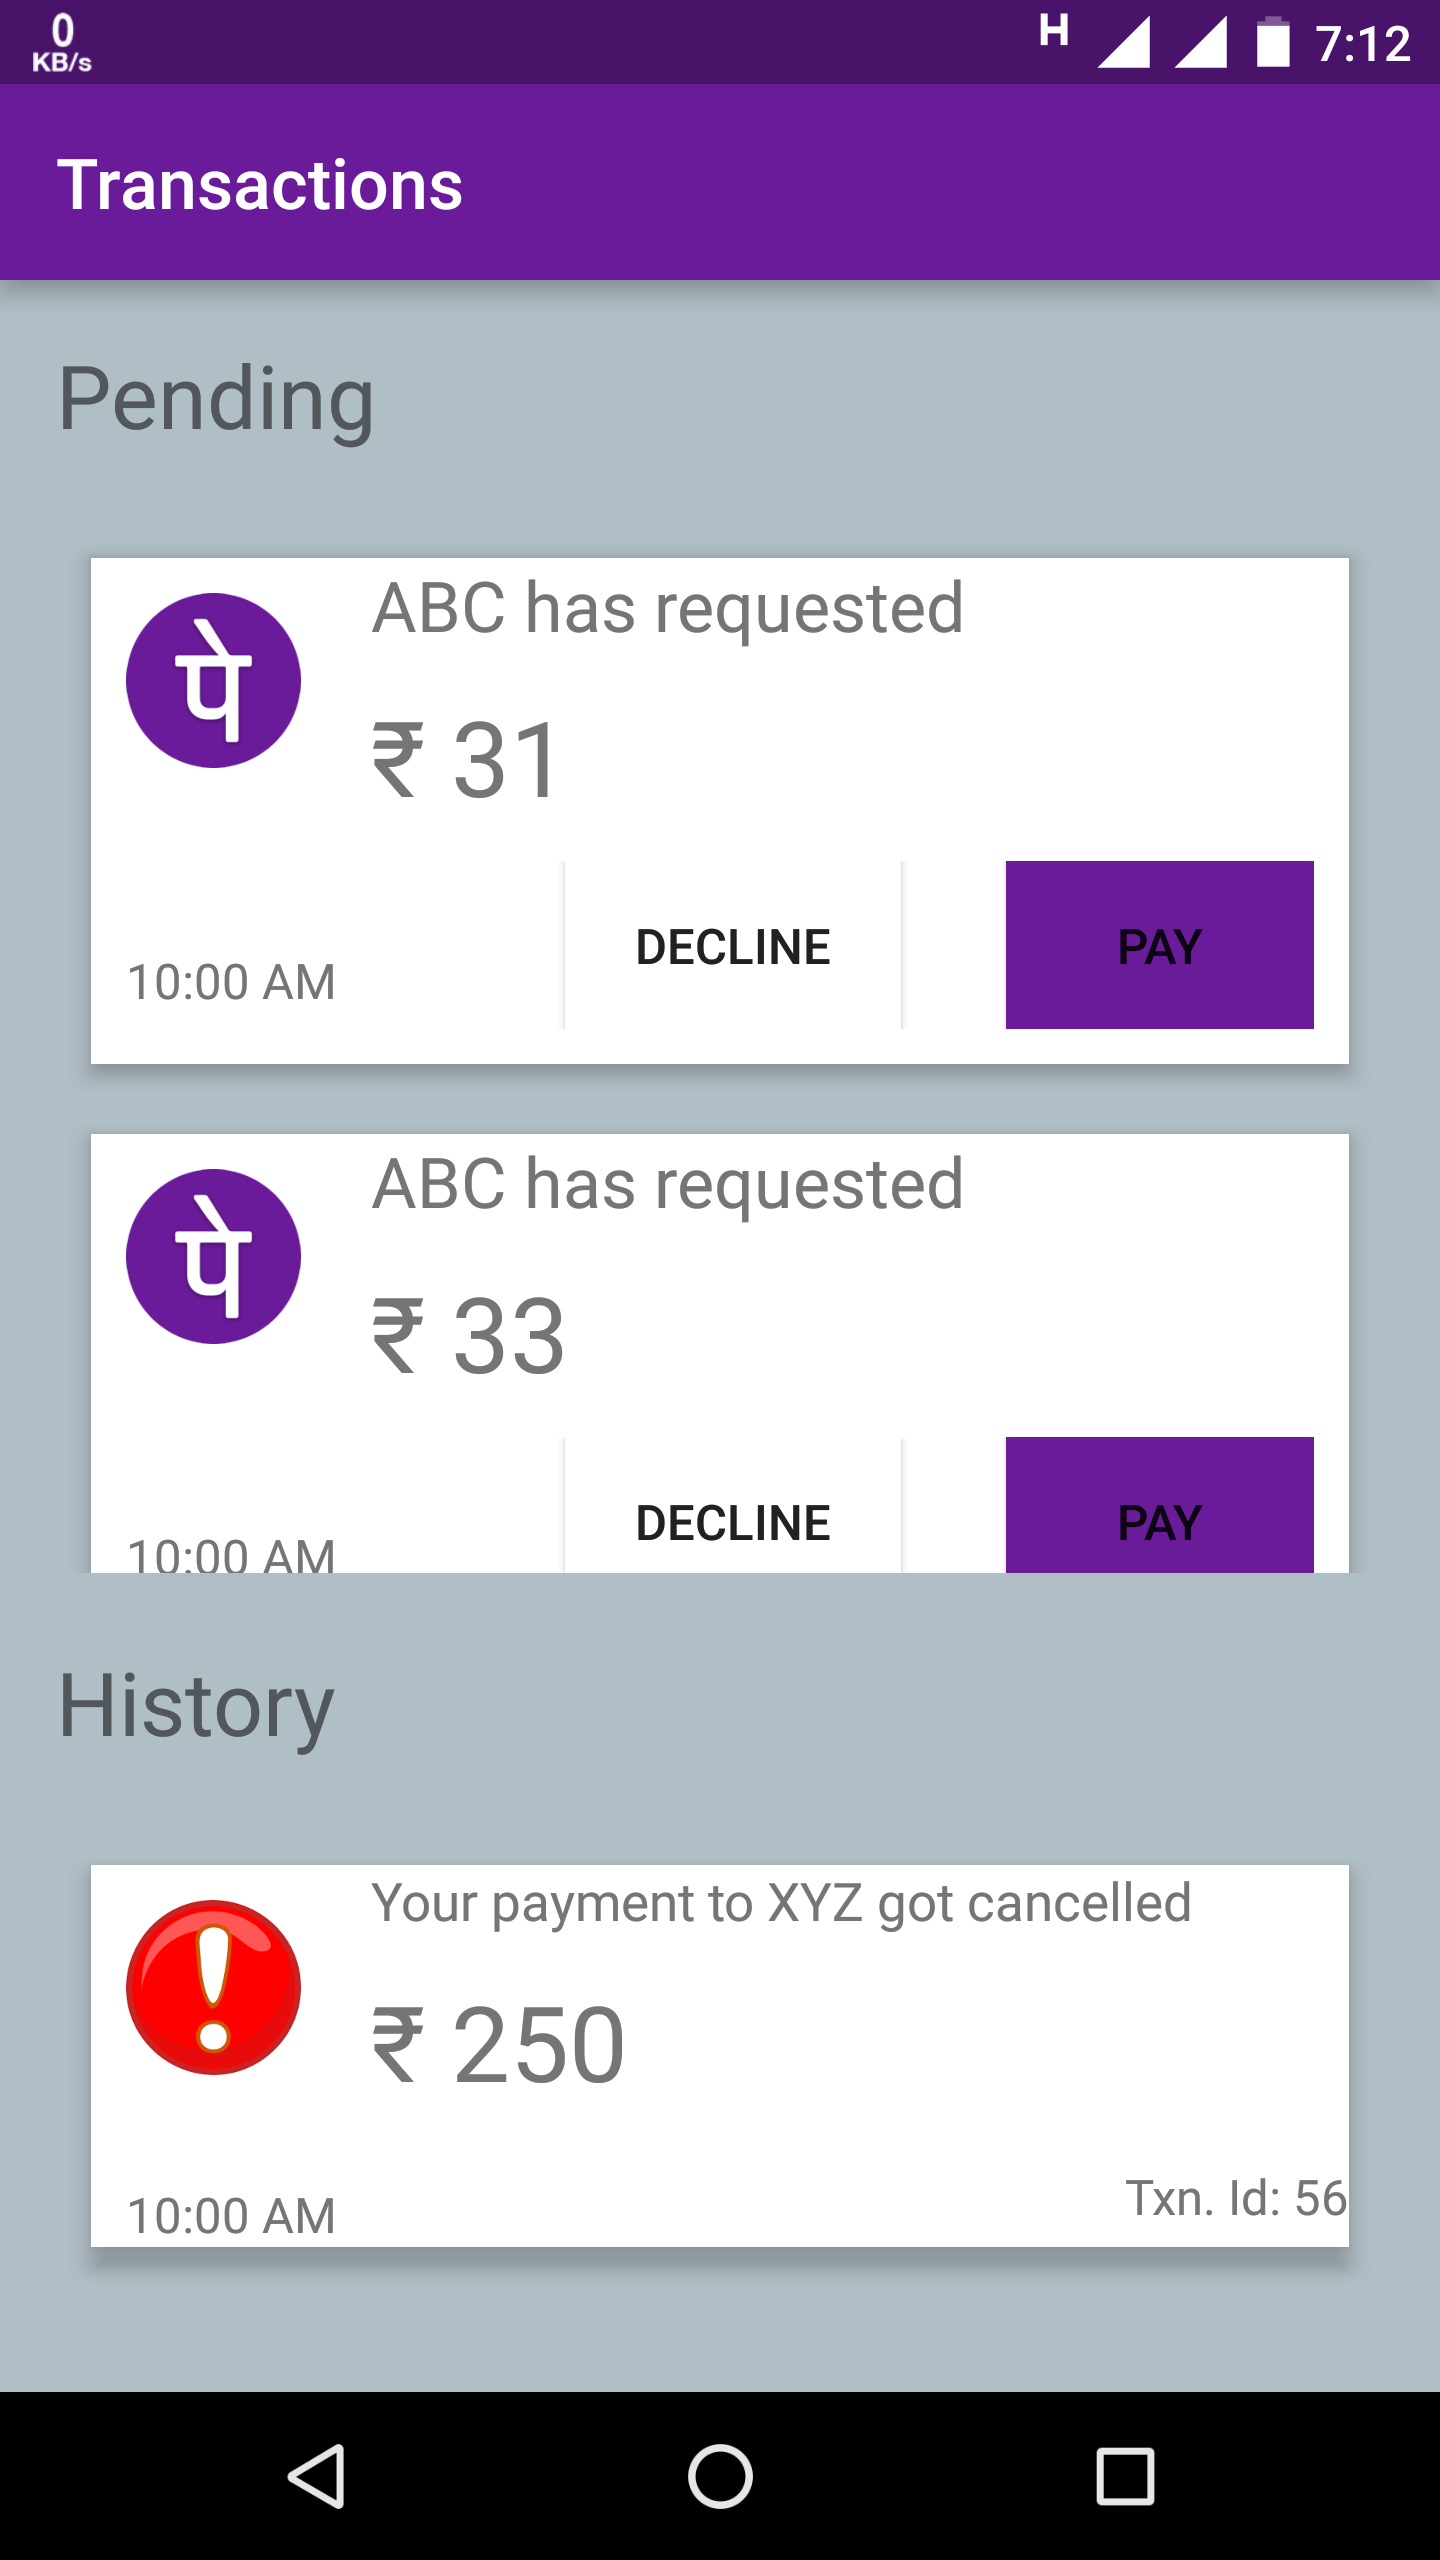 0
KB/s
H
7:12
Transactions
Pending
पे
ABC has requested
₹ 31
10:00 AM
DECLINE
PAY
पे
ABC has requested
₹ 33
10:00 AM
DECLINE
PAY
History
Your payment to XYZ got cancelled
₹ 250
10:00 AM
Txn. Id: 56